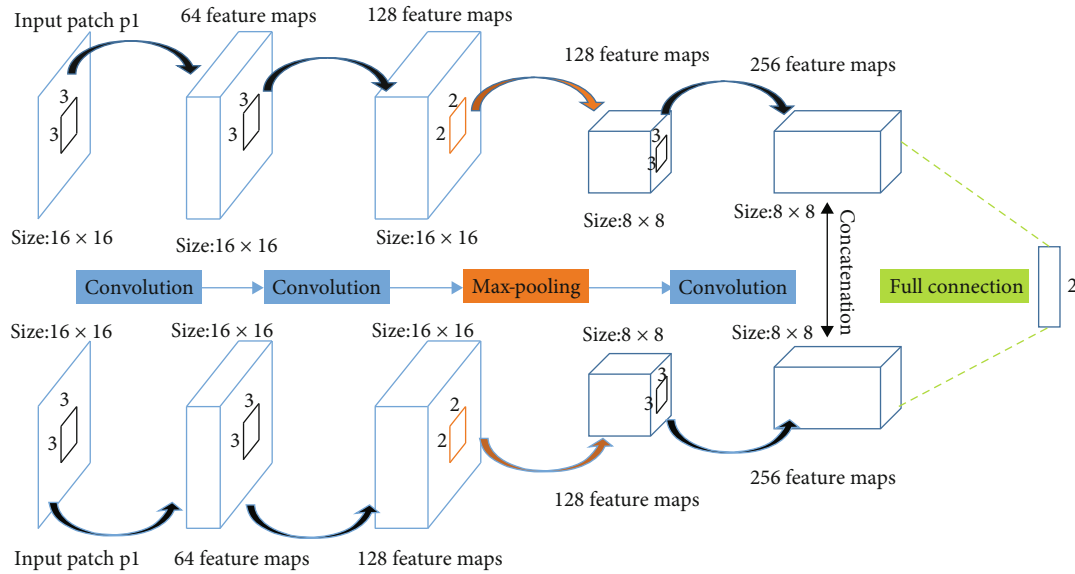 Input patch p1
64 feature maps
128 feature maps
128 feature maps
256 feature maps
3
3
3
3
2
2
3
3
Size:16 × 16
Size:16 × 16
Size:16 × 16
Size:8 × 8
Size:8 × 8
Convolution
Convolution
Max-pooling
Convolution
Concatenation
Full connection
2
Size:16 × 16
Size:16 × 16
Size:16 × 16
Size:8 × 8
Size:8 × 8
3
3
3
3
2
2
3
3
Input patch p1
64 feature maps
128 feature maps
128 feature maps
256 feature maps